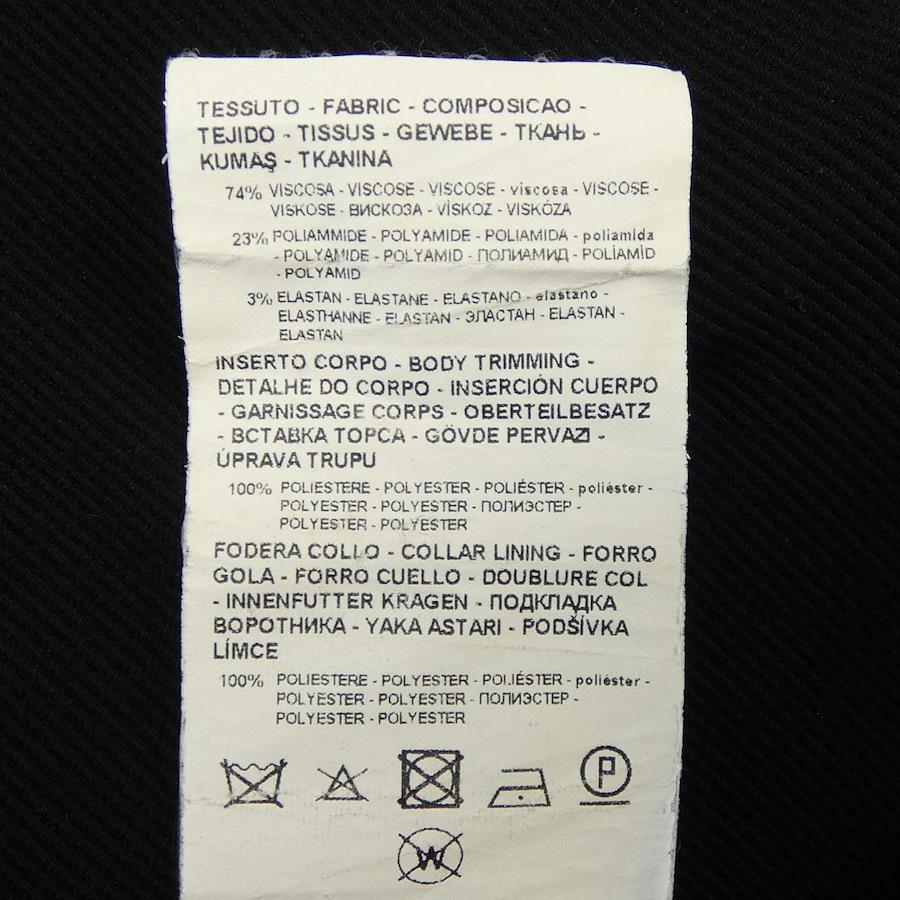 TESSUTO - FABRIC - COMPOSICAO -
TEJIDO - TISSUS - GEWEBE - ТКАНЬ -
KUMAŞ - TKANINA
74% VISCOSA - VISCOSE - VISCOSE - viscosa - VISCOSE -
VISKOSE - ВИСКОЗА - VİSKOZ - VISKÓZA
23% POLIAMMIDE - POLYAMIDE - POLIAMIDA - poliamida
- POLYAMIDE - POLYAMID - ПОЛИАМИД - POLİAMİD
- POLYAMID
3% ELASTAN - ELASTANE - ELASTANO - elastano -
ELASTHANNE - ELASTAN - ЭЛАСТАН - ELASTAN -
ELASTAN
INSERTO CORPO - BODY TRIMMING -
DETALHE DO CORPO - INSERCIÓN CUERPO
- GARNISSAGE CORPS - OBERTEILBESATZ
- ВСТАВКА ТОРСА - GÖVDE PERVAZI -
ÚPRAVA TRUPU
100% POLIESTERE - POLYESTER - POLIÉSTER - poliéster -
POLYESTER - POLYESTER - ПОЛИЭСТЕР -
POLYESTER - POLYESTER
FODERA COLLO - COLLAR LINING - FORRO
GOLA - FORRO CUELLO - DOUBLURE COL
- INNENFUTTER KRAGEN - ПОДКЛАДКА
ВОРОТНИКА - YAKA ASTARI - PODŠÍVKA
LÍMCE
100% POLIESTERE - POLYESTER - POLIÉSTER - poliéster -
POLYESTER - POLYESTER - ПОЛИЭСТЕР -
POLYESTER - POLYESTER
P
W